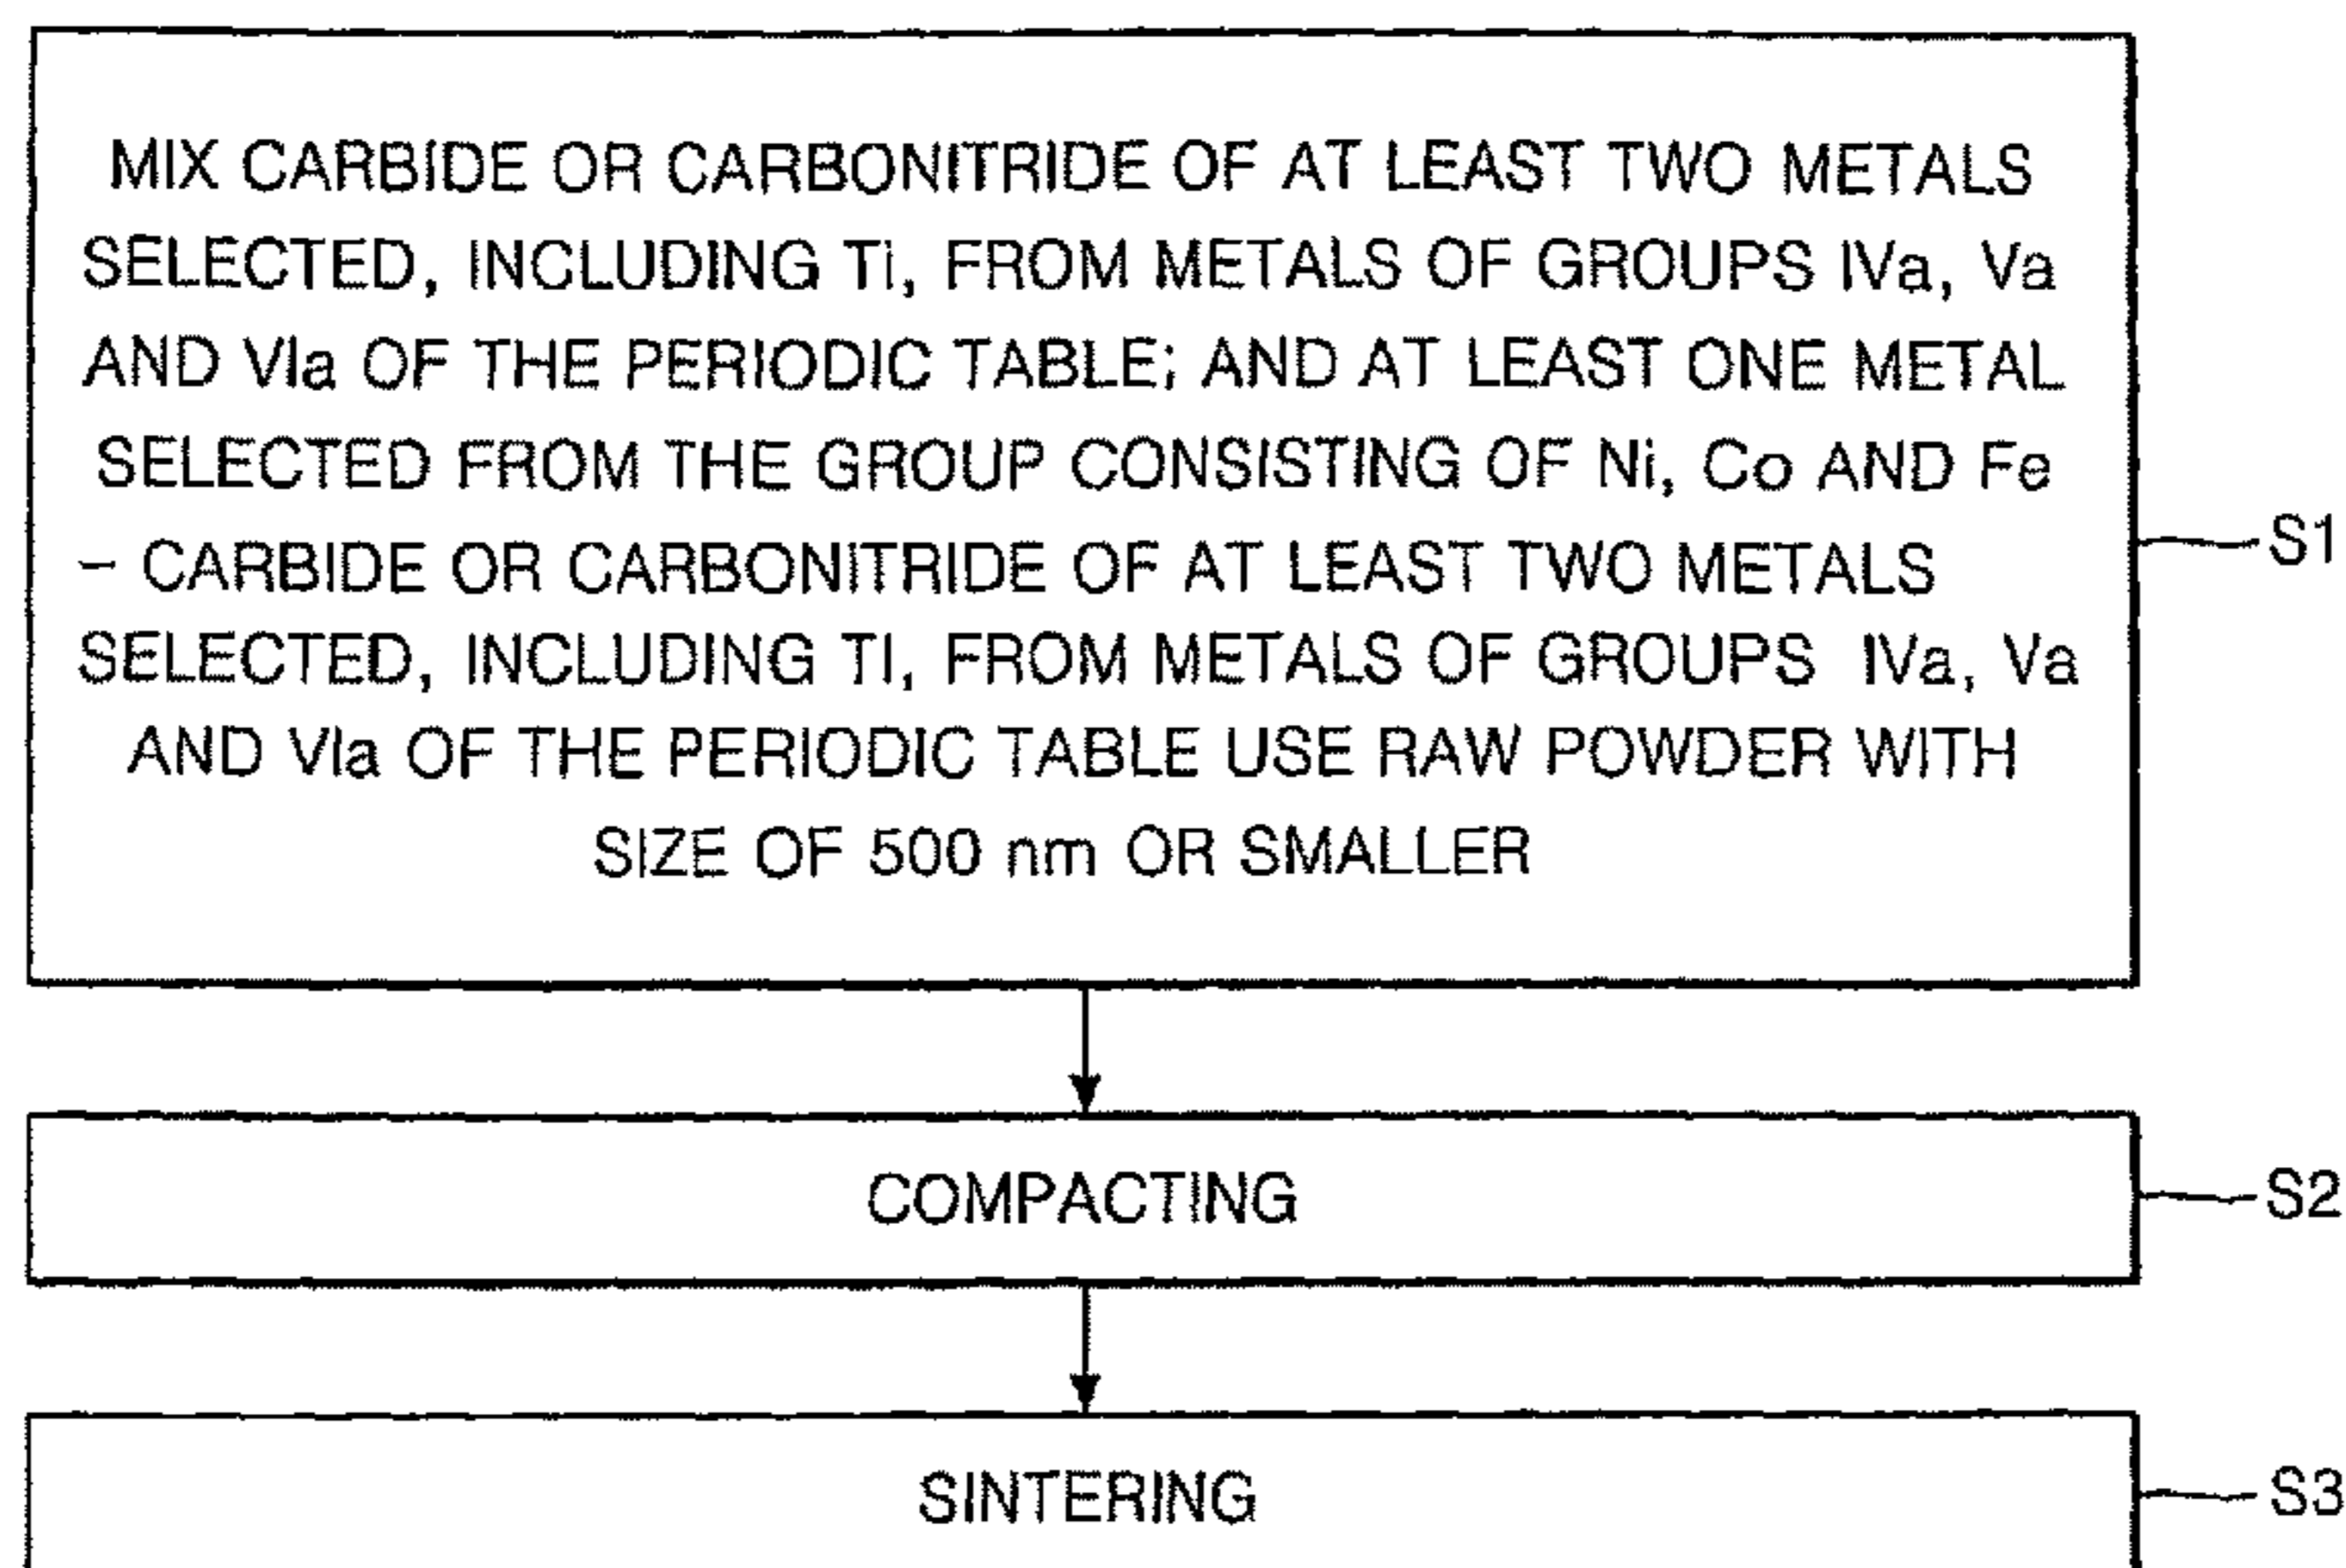 MIX CARBIDE OR CARBONITRIDE OF AT LEAST TWO METALS
SELECTED, INCLUDING Ti, FROM METALS OF GROUPS IVa, Va
AND VIa OF THE PERIODIC TABLE; AND AT LEAST ONE METAL
SELECTED FROM THE GROUP CONSISTING OF Ni, Co AND Fe
– CARBIDE OR CARBONITRIDE OF AT LEAST TWO METALS
SELECTED, INCLUDING TI, FROM METALS OF GROUPS IVa, Va
AND VIa OF THE PERIODIC TABLE USE RAW POWDER WITH
SIZE OF 500 nm OR SMALLER
S1
COMPACTING
S2
SINTERING
S3